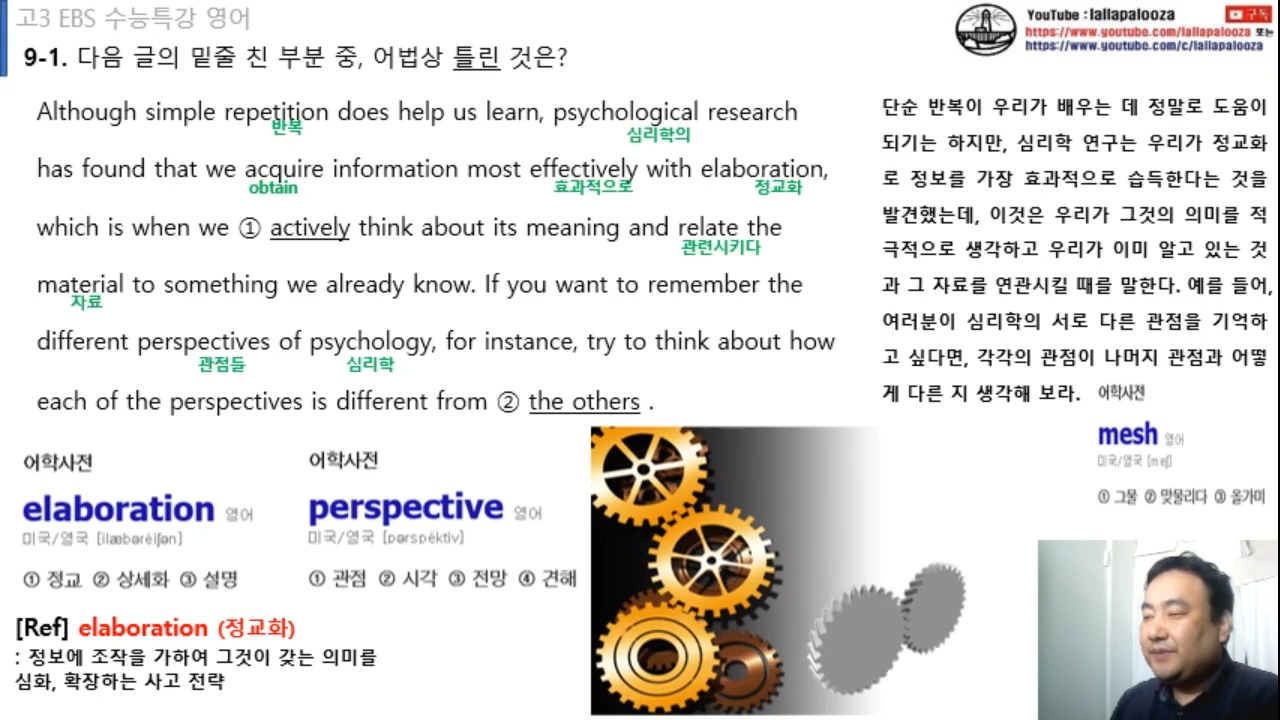 고3 EBS 수능특강 영어
YouTube : lallapalooza
구독
https://www.youtube.com/lallapalooza 또는
https://www.youtube.com/c/lallapalooza
9-1. 다음 글의 밑줄 친 부분 중, 어법상 틀린 것은?
Although simple repetition does help us learn, psychological research
반복
심리학의
has found that we acquire information most effectively with elaboration,
obtain
효과적으로
정교화
which is when we ① actively think about its meaning and relate the
관련시키다
material to something we already know. If you want to remember the
자료
different perspectives of psychology, for instance, try to think about how
관점들
심리학
each of the perspectives is different from ② the others .
단순 반복이 우리가 배우는 데 정말로 도움이
되기는 하지만, 심리학 연구는 우리가 정교화
로 정보를 가장 효과적으로 습득한다는 것을
발견했는데, 이것은 우리가 그것의 의미를 적
극적으로 생각하고 우리가 이미 알고 있는 것
과 그 자료를 연관시킬 때를 말한다. 예를 들어,
여러분이 심리학의 서로 다른 관점을 기억하
고 싶다면, 각각의 관점이 나머지 관점과 어떻
게 다른 지 생각해 보라.
어학사전
mesh 영어
미국/영국 [meʃ]
① 그물 ② 맞물리다 ③ 올가미
어학사전
elaboration 영어
미국/영국 [ilæbəréiʃən]
① 정교 ② 상세화 ③ 설명
어학사전
perspective 영어
미국/영국 [pərspéktiv]
① 관점 ② 시각 ③ 전망 ④ 견해
[Ref] elaboration (정교화)
: 정보에 조작을 가하여 그것이 갖는 의미를
심화, 확장하는 사고 전략